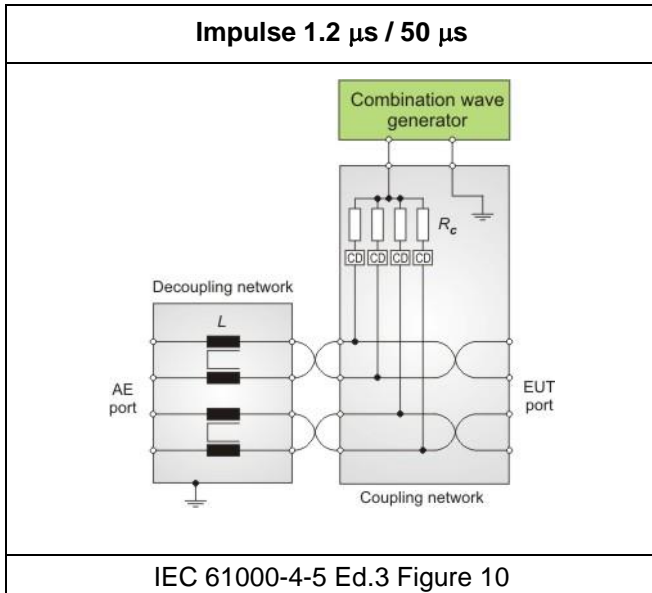 Impulse 1.2 μs / 50 μs
Combination wave
generator
Rc
CD CD CD CD
Decoupling network
L
AE
port
EUT
port
Coupling network
IEC 61000-4-5 Ed.3 Figure 10